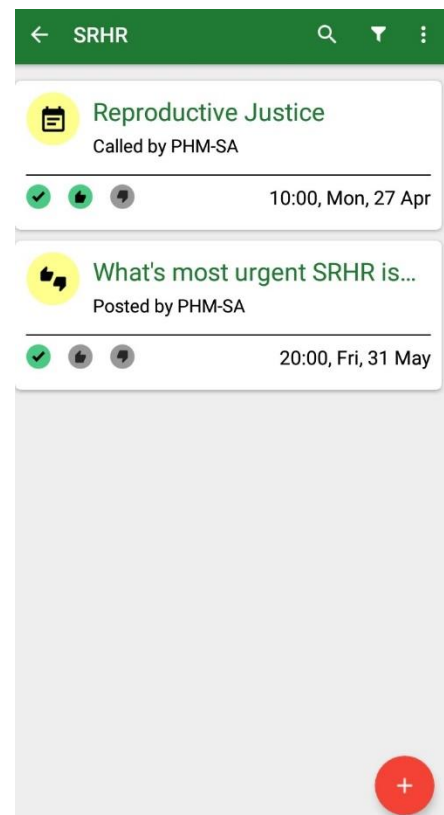 SRHR
Reproductive Justice
Called by PHM-SA
10:00, Mon, 27 Apr
What's most urgent SRHR is...
Posted by PHM-SA
20:00, Fri, 31 May